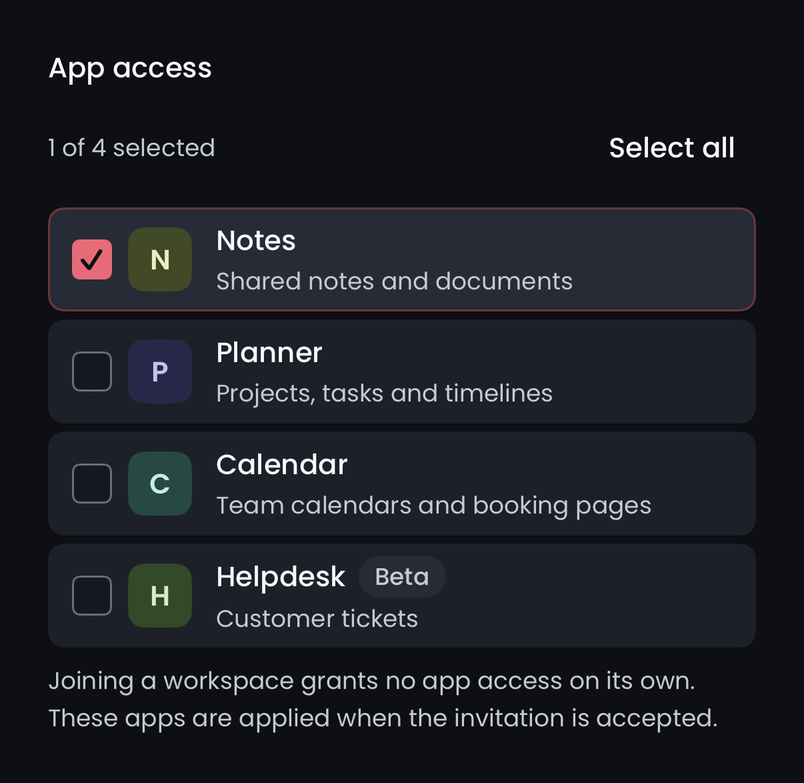 App access
1 of 4 selected
Select all
N
Notes
Shared notes and documents
P
Planner
Projects, tasks and timelines
C
Calendar
Team calendars and booking pages
H
Helpdesk Beta
Customer tickets
Joining a workspace grants no app access on its own.
These apps are applied when the invitation is accepted.